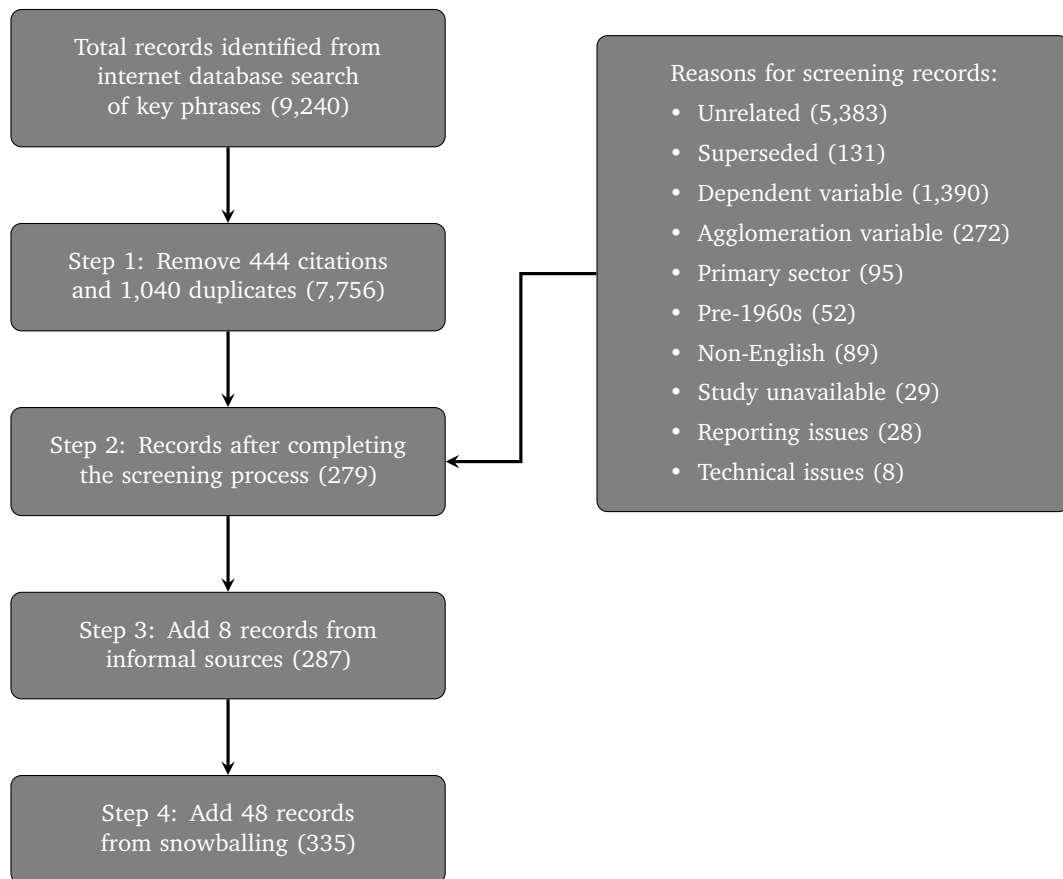 Total records identified from
internet database search
of key phrases (9,240)
Step 1: Remove 444 citations
and 1,040 duplicates (7,756)
Step 2: Records after completing
the screening process (279)
Step 3: Add 8 records from
informal sources (287)
Step 4: Add 48 records
from snowballing (335)
Reasons for screening records:
• Unrelated (5,383)
• Superseded (131)
• Dependent variable (1,390)
• Agglomeration variable (272)
• Primary sector (95)
• Pre-1960s (52)
• Non-English (89)
• Study unavailable (29)
• Reporting issues (28)
• Technical issues (8)